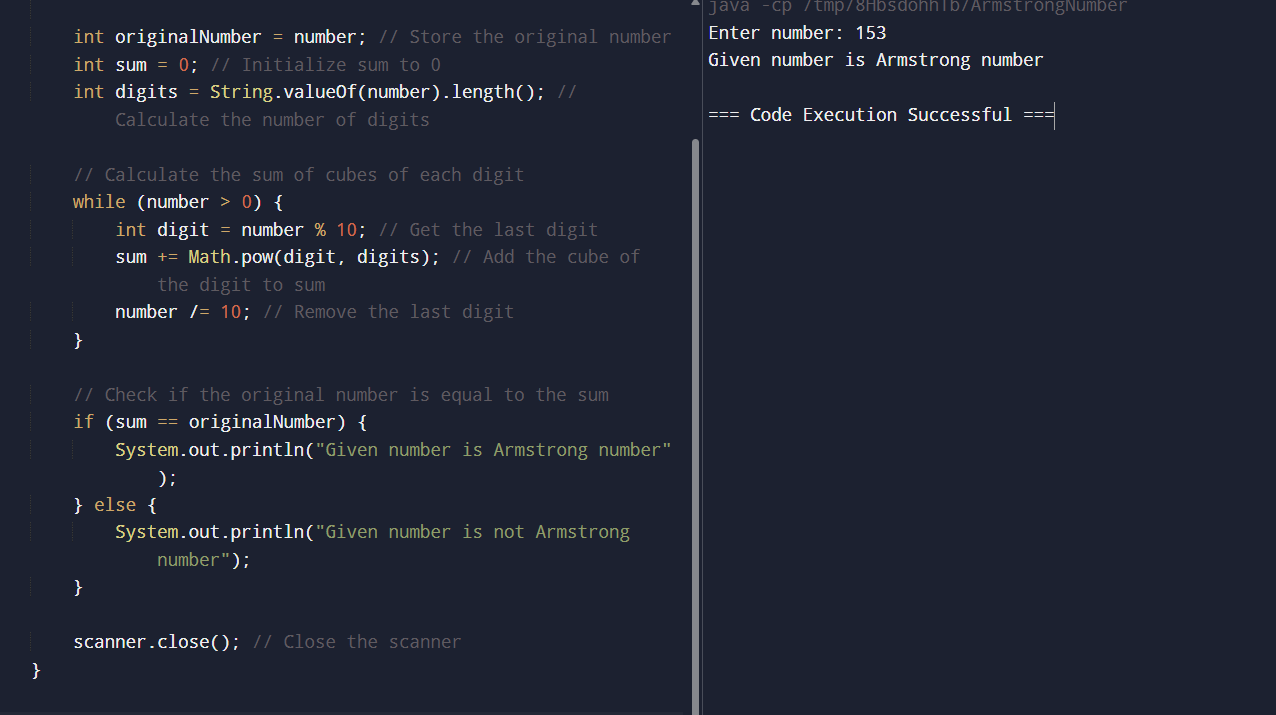 int originalNumber = number; // Store the original number
int sum = 0; // Initialize sum to 0
int digits = String.valueOf(number).length(); //
Calculate the number of digits
// Calculate the sum of cubes of each digit
while (number > 0) {
int digit = number % 10; // Get the last digit
sum += Math.pow(digit, digits); // Add the cube of
the digit to sum
number /= 10; // Remove the last digit
}
// Check if the original number is equal to the sum
if (sum == originalNumber) {
System.out.println("Given number is Armstrong number"
);
} else {
System.out.println("Given number is not Armstrong
number");
}
scanner.close(); // Close the scanner
}
java -cp
Enter number: 153
Given number is Armstrong number
=== Code Execution Successful ===